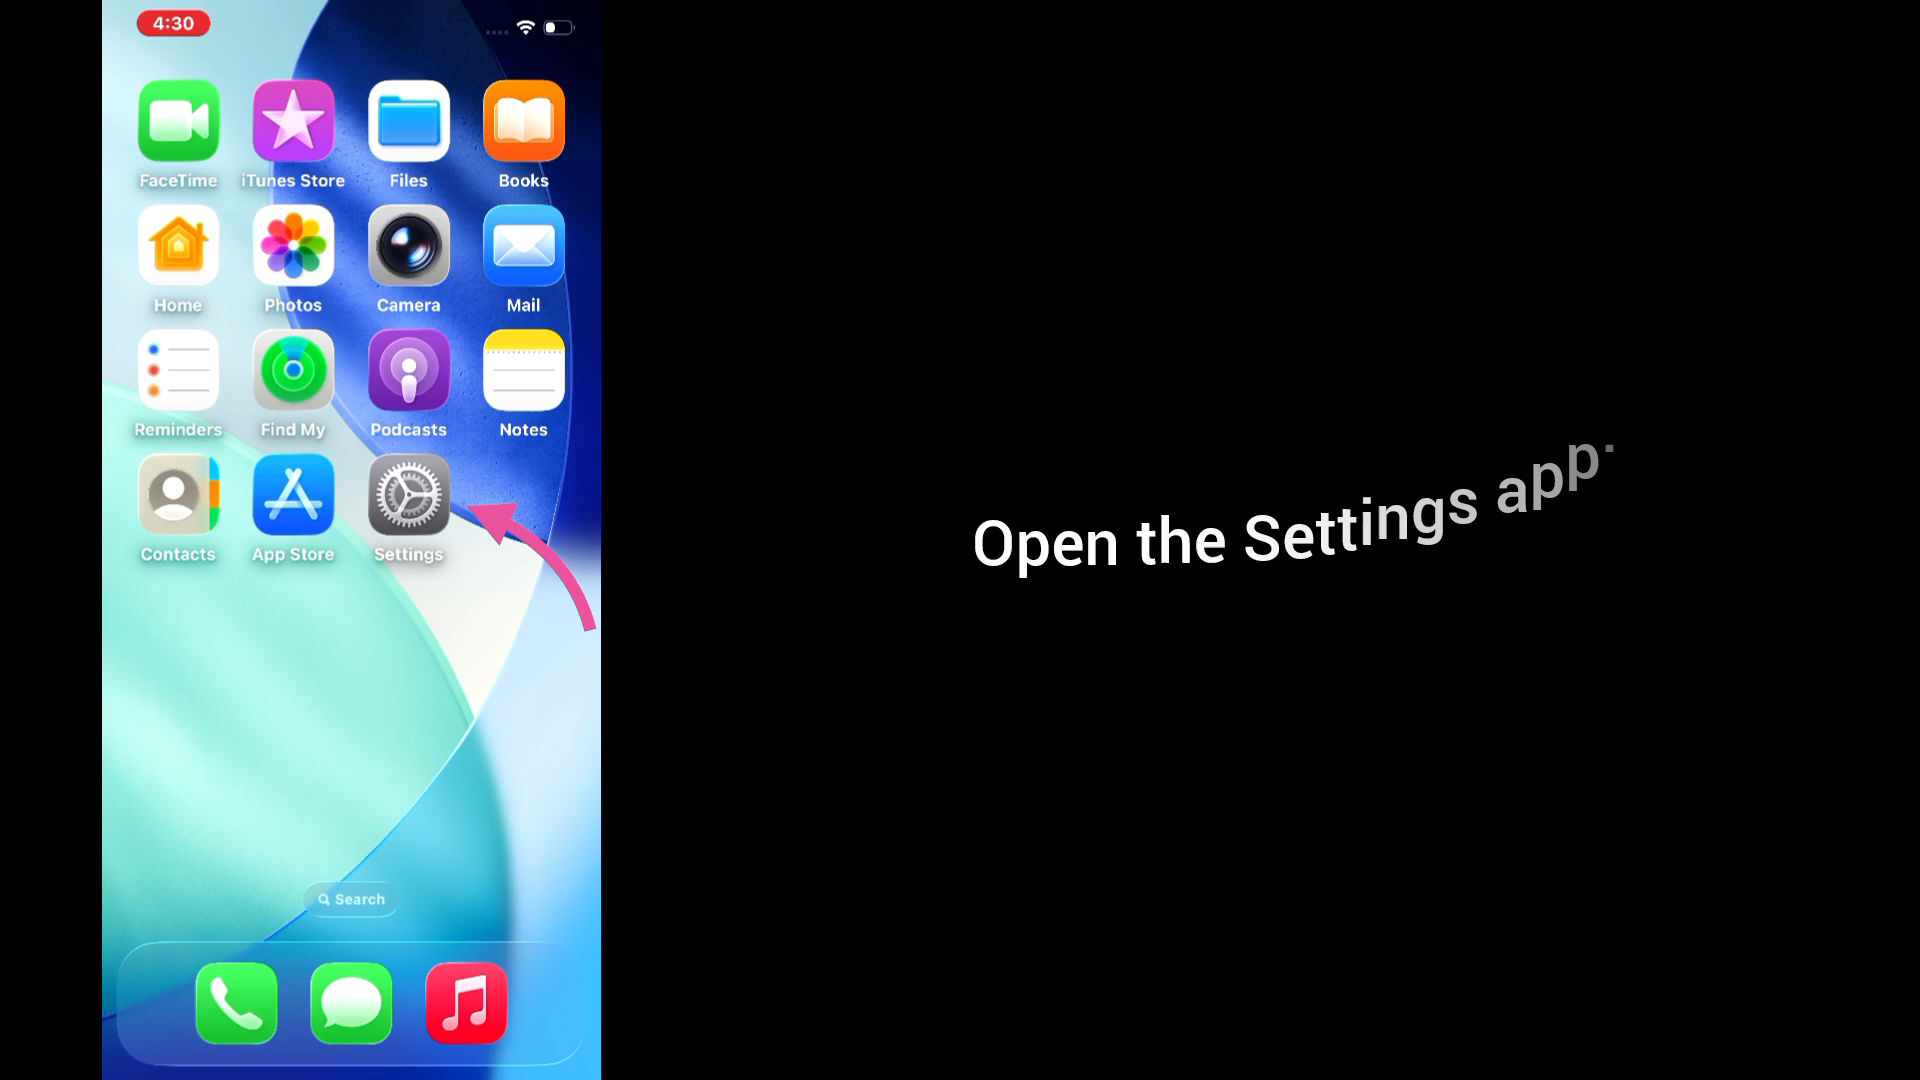 4:30
FaceTime
iTunes Store
Files
Books
Home
Photos
Camera
Mail
Reminders
Find My
Podcasts
Notes
Contacts
App Store
Settings
Search
Open the Settings app.